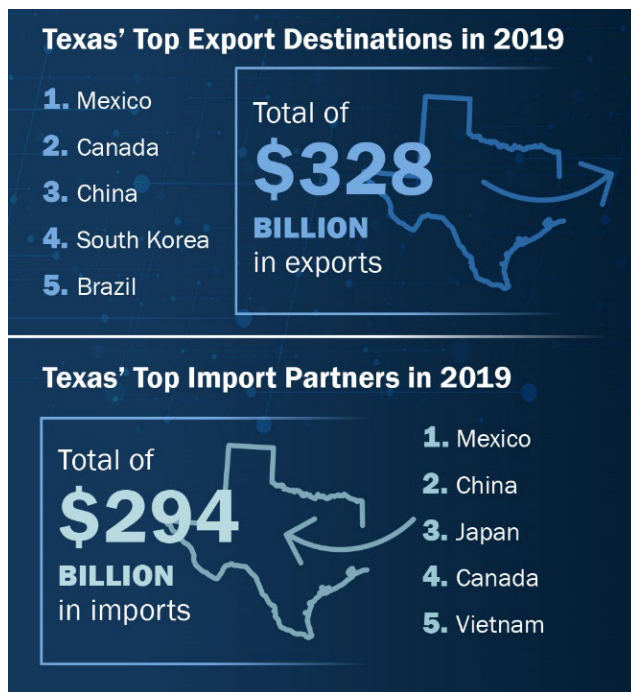 Texas’ Top Export Destinations in 2019
1. Mexico
2. Canada
3. China
4. South Korea
5. Brazil
Total of
$328
BILLION
in exports
Texas’ Top Import Partners in 2019
Total of
$294
BILLION
in imports
1. Mexico
2. China
3. Japan
4. Canada
5. Vietnam